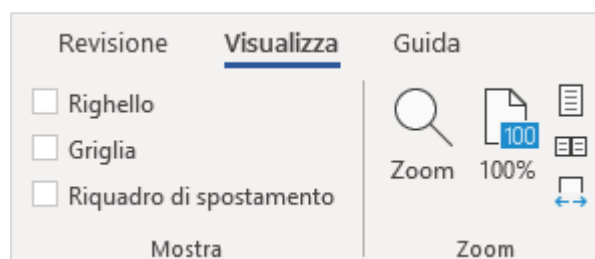 Revisione Visualizza Guida
Righello
Griglia
Riquadro di spostamento
Mostra
100
Zoom 100%
Zoom